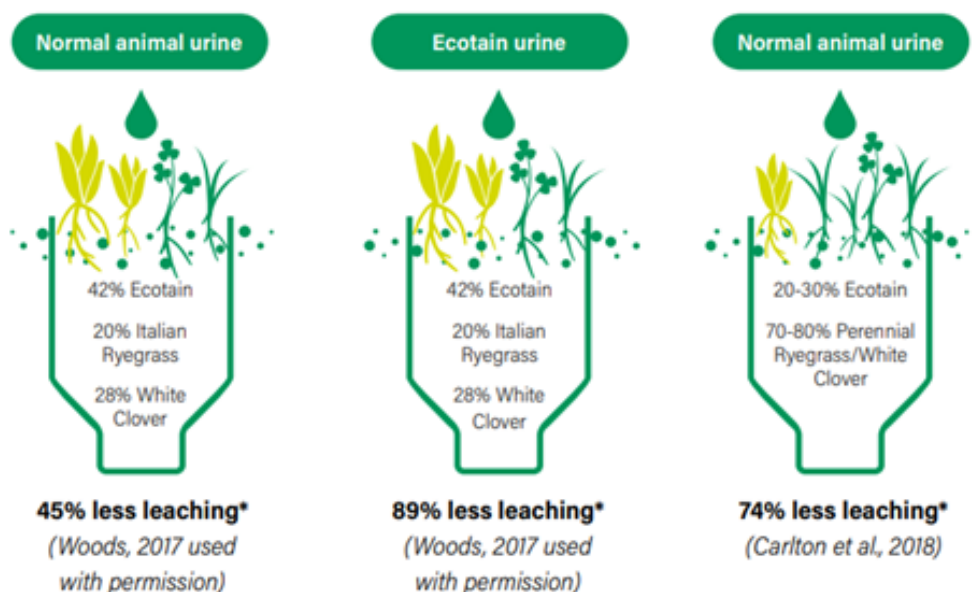 Normal animal urine
42% Ecotain
20% Italian
Ryegrass
28% White
Clover
45% less leaching*
(Woods, 2017 used
with permission)
Ecotain urine
42% Ecotain
20% Italian
Ryegrass
28% White
Clover
89% less leaching*
(Woods, 2017 used
with permission)
Normal animal urine
20-30% Ecotain
70-80% Perennial
Ryegrass/White
Clover
74% less leaching*
(Carlton et al., 2018)